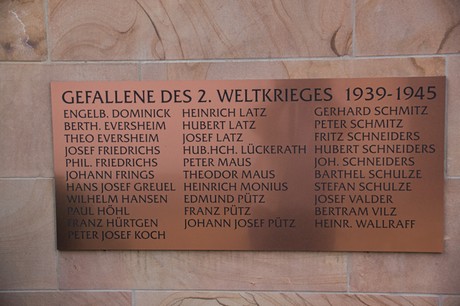 GEFALLENE DES 2. WELTKRIEGES 1939-1945
ENGELB. DOMINICK
BERTH. EVERSHEIM
THEO EVERSHEIM
JOSEF FRIEDRICHS
PHIL. FRIEDRICHS
JOHANN FRINGS
HANS JOSEF GREUEL
WILHELM HANSEN
PAUL HÖHL
FRANZ HÜRTGEN
PETER JOSEF KOCH
HEINRICH LATZ
HUBERT LATZ
JOSEF LATZ
HUB.HCH. LÜCKERATH
PETER MAUS
THEODOR MAUS
HEINRICH MONIUS
EDMUND PÜTZ
FRANZ PÜTZ
JOHANN JOSEF PÜTZ
GERHARD SCHMITZ
PETER SCHMITZ
FRITZ SCHNEIDERS
HUBERT SCHNEIDERS
JOH. SCHNEIDERS
BARTHEL SCHULZE
STEFAN SCHULZE
JOSEF VALDER
BERTRAM VILZ
HEINR. WALLRAFF